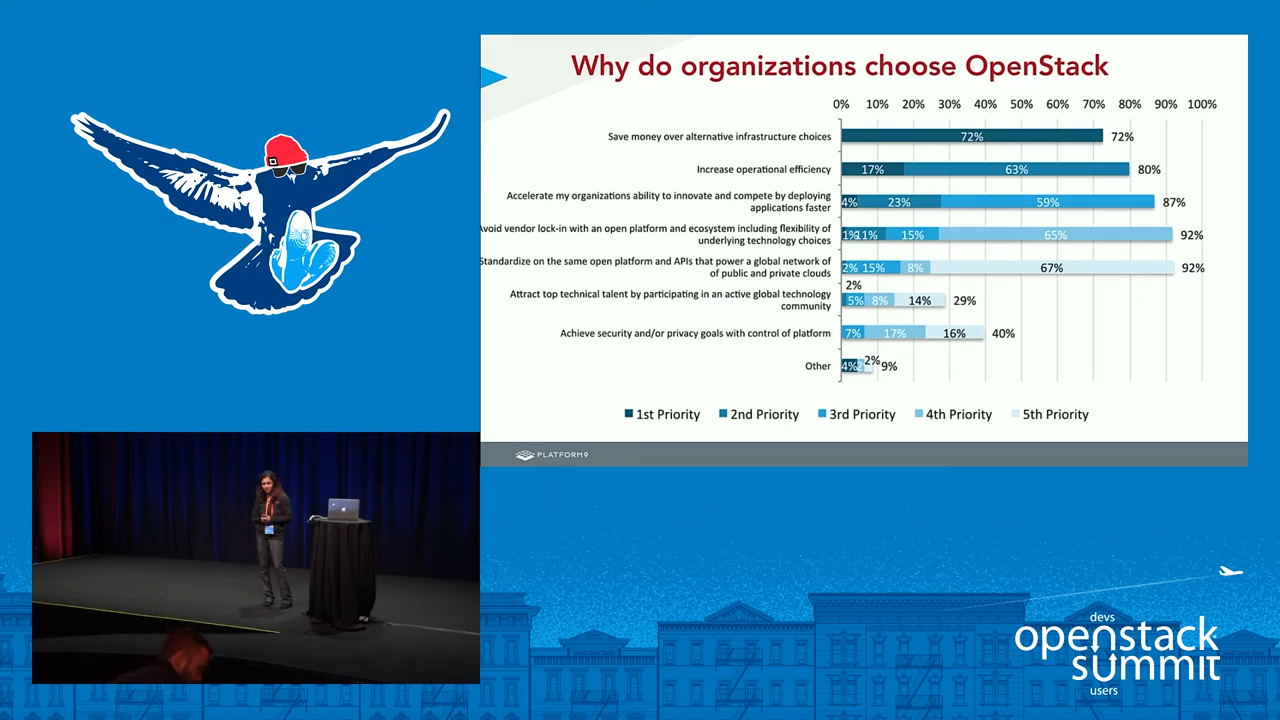 Why do organizations choose OpenStack
0% 10% 20% 30% 40% 50% 60% 70% 80% 90% 100%
Save money over alternative infrastructure choices 72% 72%
Increase operational efficiency 17% 63% 80%
Accelerate my organizations ability to innovate and compete by deploying
applications faster 4% 23% 59% 87%
Avoid vendor lock-in with an open platform and ecosystem including flexibility of
underlying technology choices 1% 11% 15% 65% 92%
Standardize on the same open platform and APIs that power a global network of
of public and private clouds 2% 15% 8% 67% 92%
2%
Attract top technical talent by participating in an active global technology
community 5% 8% 14% 29%
Achieve security and/or privacy goals with control of platform 7% 17% 16% 40%
Other 4% 2% 9%
1st Priority 2nd Priority 3rd Priority 4th Priority 5th Priority
PLATFORM9
devs
openstack
summit
users